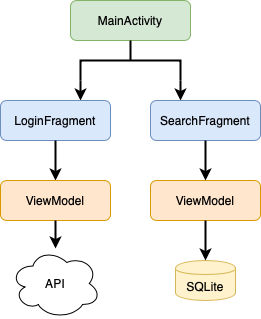 MainActivity
LoginFragment
SearchFragment
ViewModel
ViewModel
API
SQLite